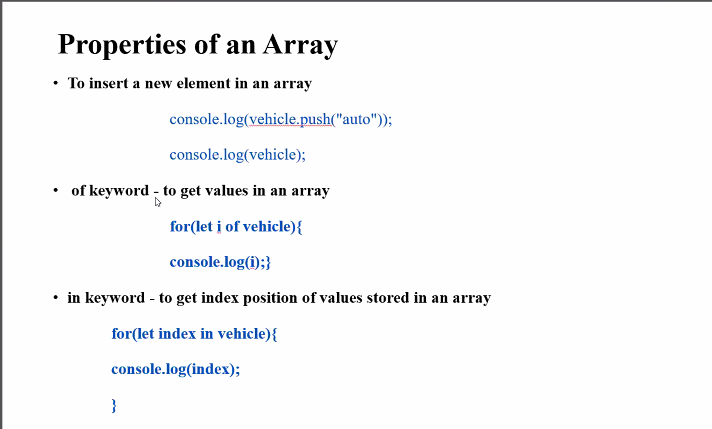 Properties of an Array
• To insert a new element in an array
console.log(vehicle.push("auto"));
console.log(vehicle);
• of keyword - to get values in an array
for(let i of vehicle){
console.log(i);}
• in keyword - to get index position of values stored in an array
for(let index in vehicle){
console.log(index);
}